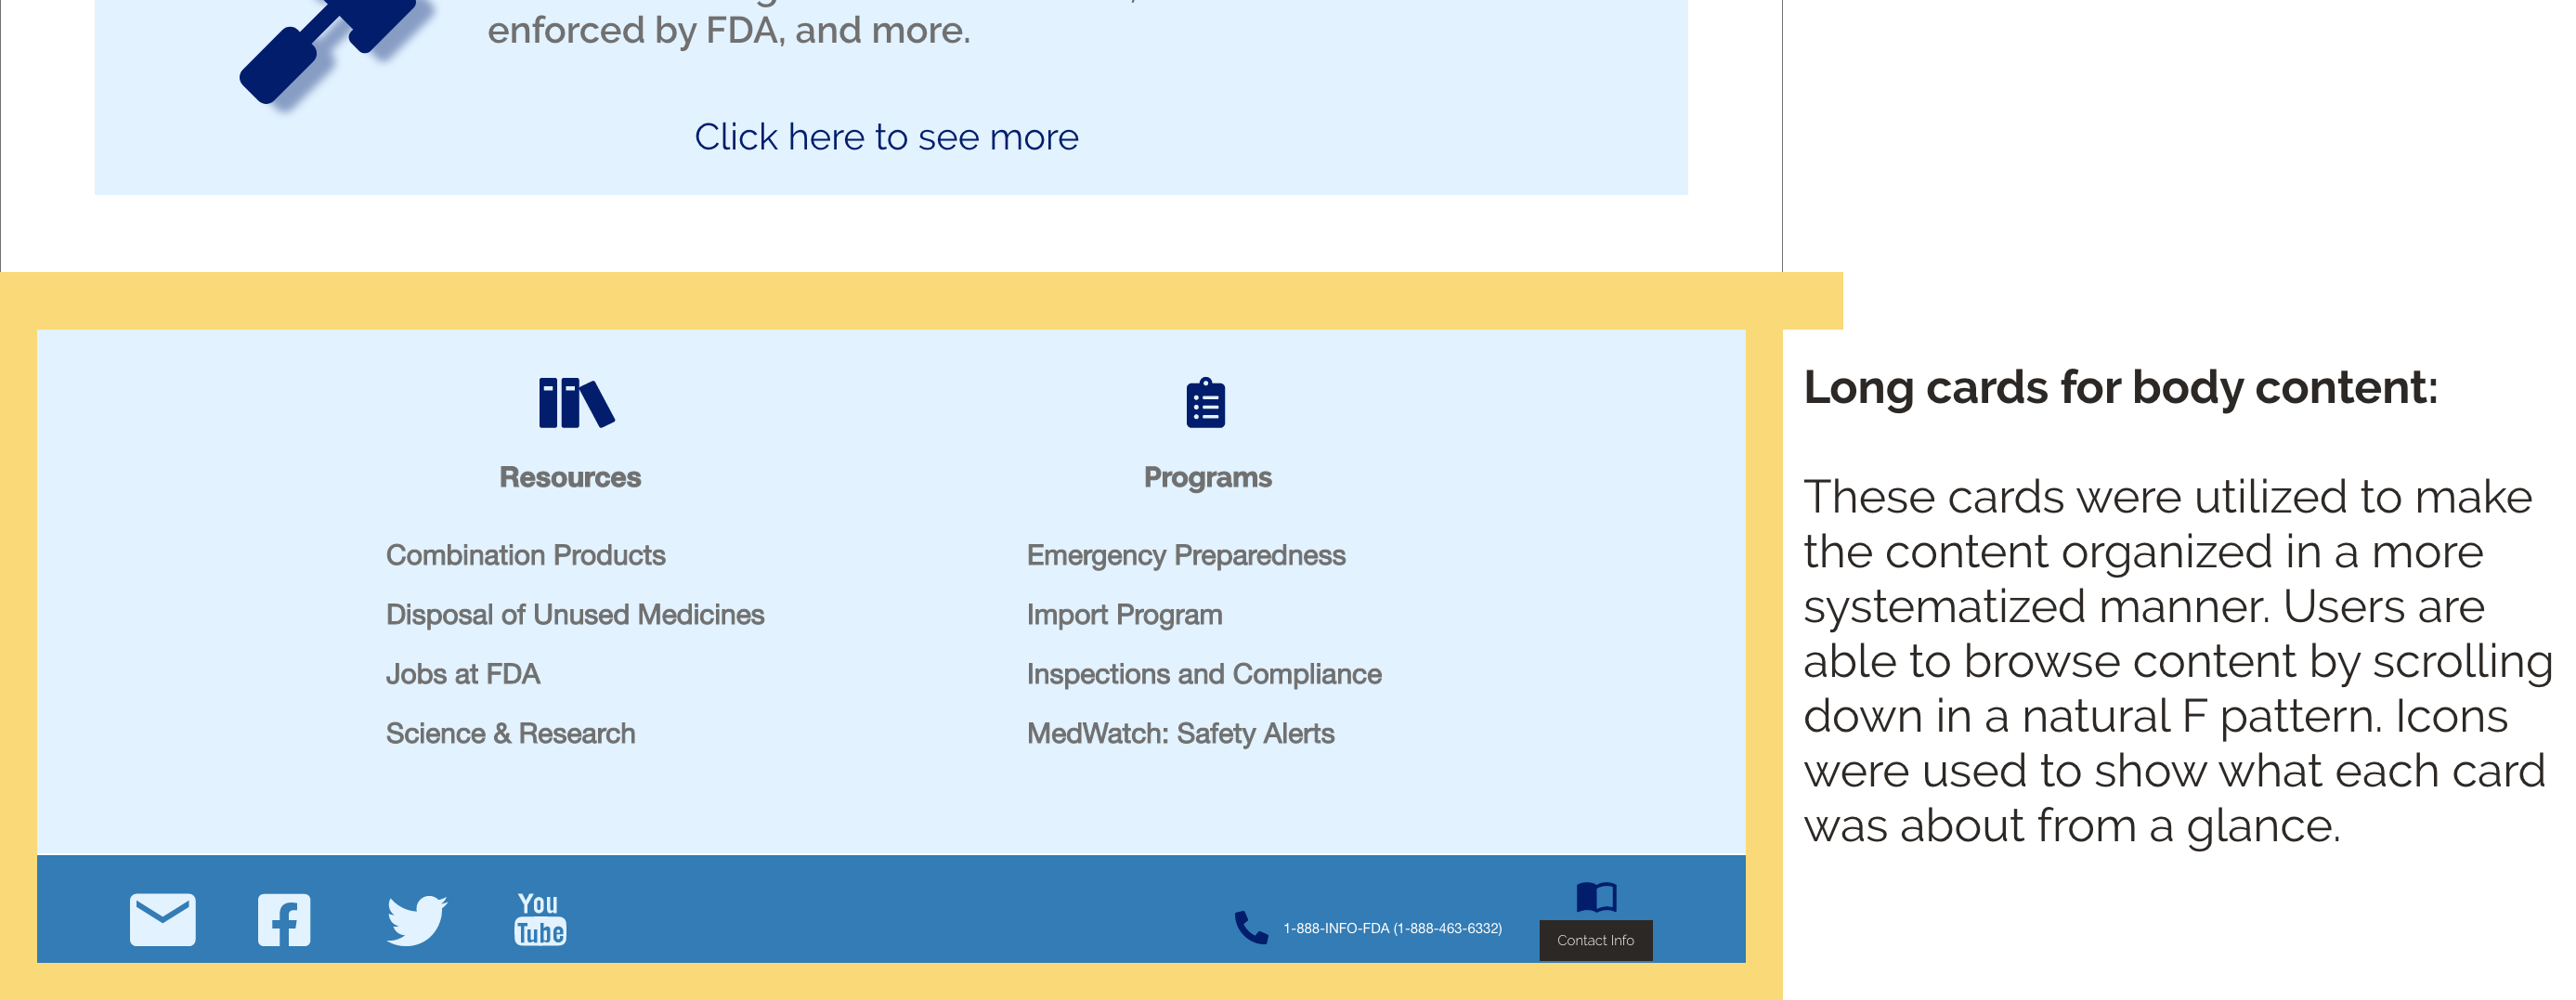 enforced by FDA, and more.
Click here to see more
Resources
Combination Products
Disposal of Unused Medicines
Jobs at FDA
Science & Research
Programs
Emergency Preparedness
Import Program
Inspections and Compliance
MedWatch: Safety Alerts
You
Tube
1-888-INFO-FDA (1-888-463-6332)
Contact Info
Long cards for body content:
These cards were utilized to make
the content organized in a more
systematized manner. Users are
able to browse content by scrolling
down in a natural F pattern. Icons
were used to show what each card
was about from a glance.